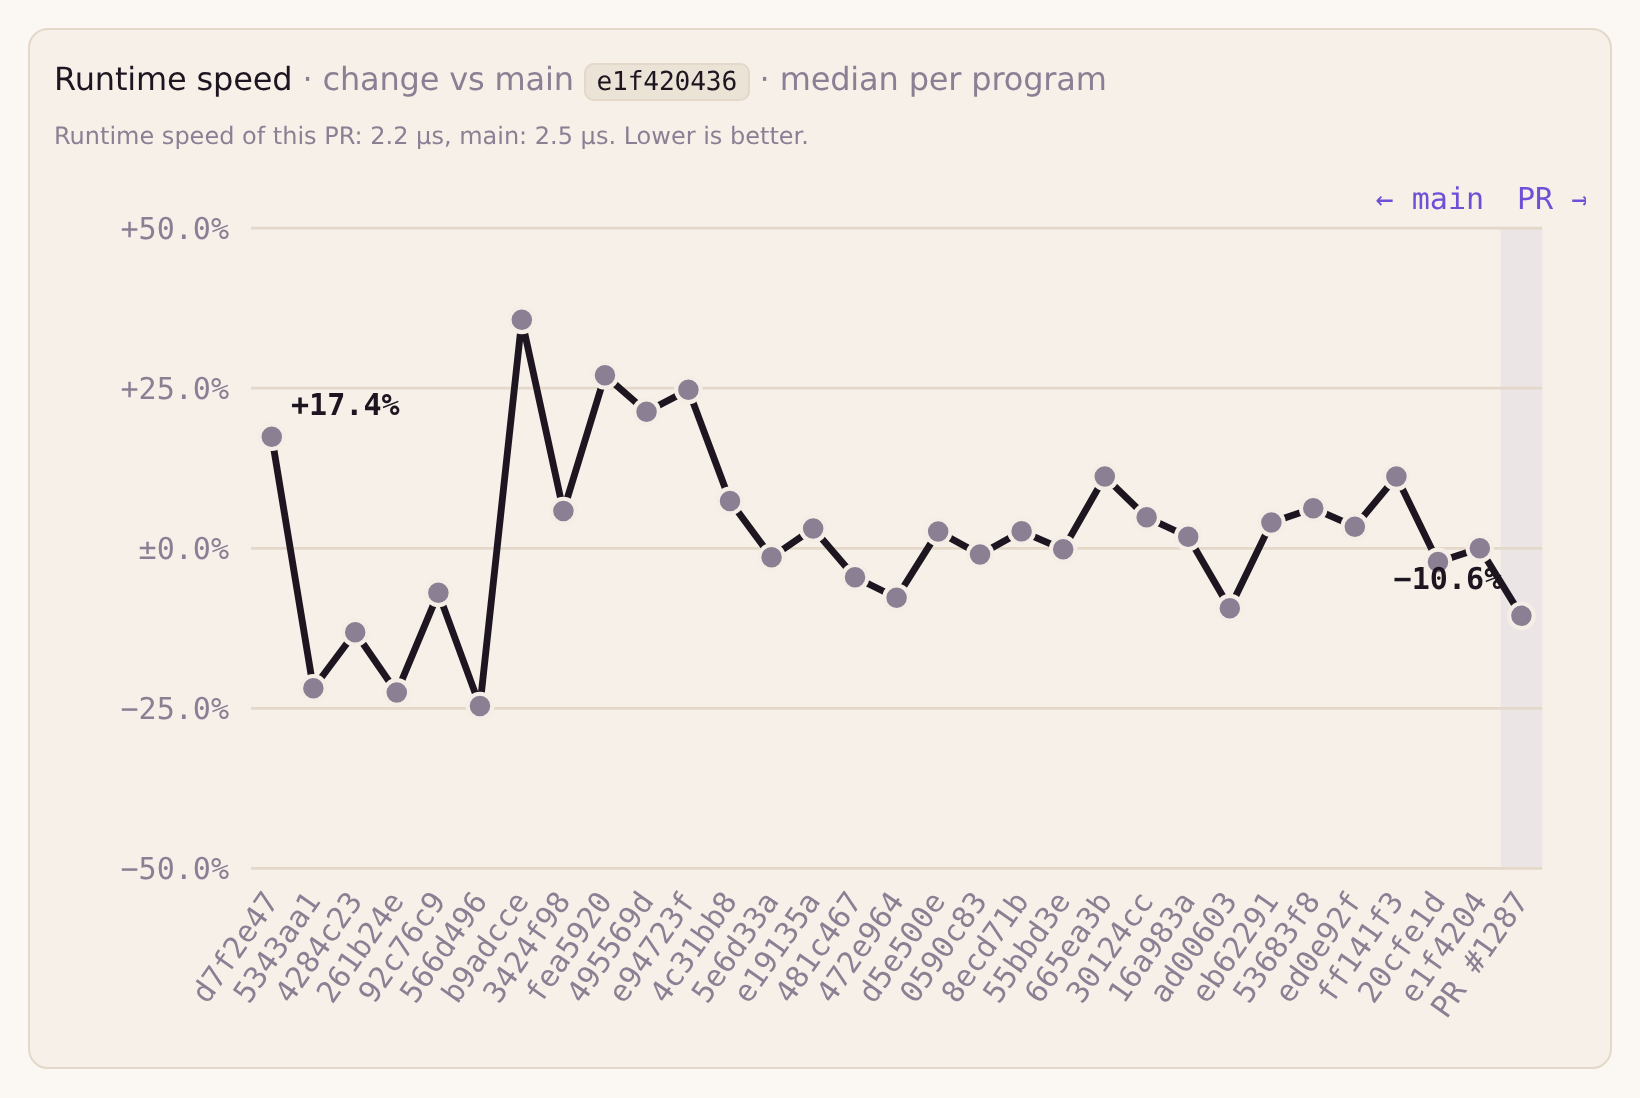 Runtime speed · change vs main e1f420436 · median per program
Runtime speed of this PR: 2.2 µs, main: 2.5 µs. Lower is better.
← main PR →
+50.0%
+25.0%
+17.4%
±0.0%
−10.6%
−25.0%
−50.0%
d7f2e47
5343aa1
4284c23
261b24e
92c76c9
566d496
b9adcce
3424f98
fea5920
495569d
e94723f
4c31bb8
5e6d33a
e19135a
481c467
472e964
d5e500e
0590c83
8ecd71b
55bbd3e
665ea3b
30124cc
16a983a
ad00603
eb62291
53683f8
ed0e92f
ff141f3
20cfe1d
e1f4204
PR #1287